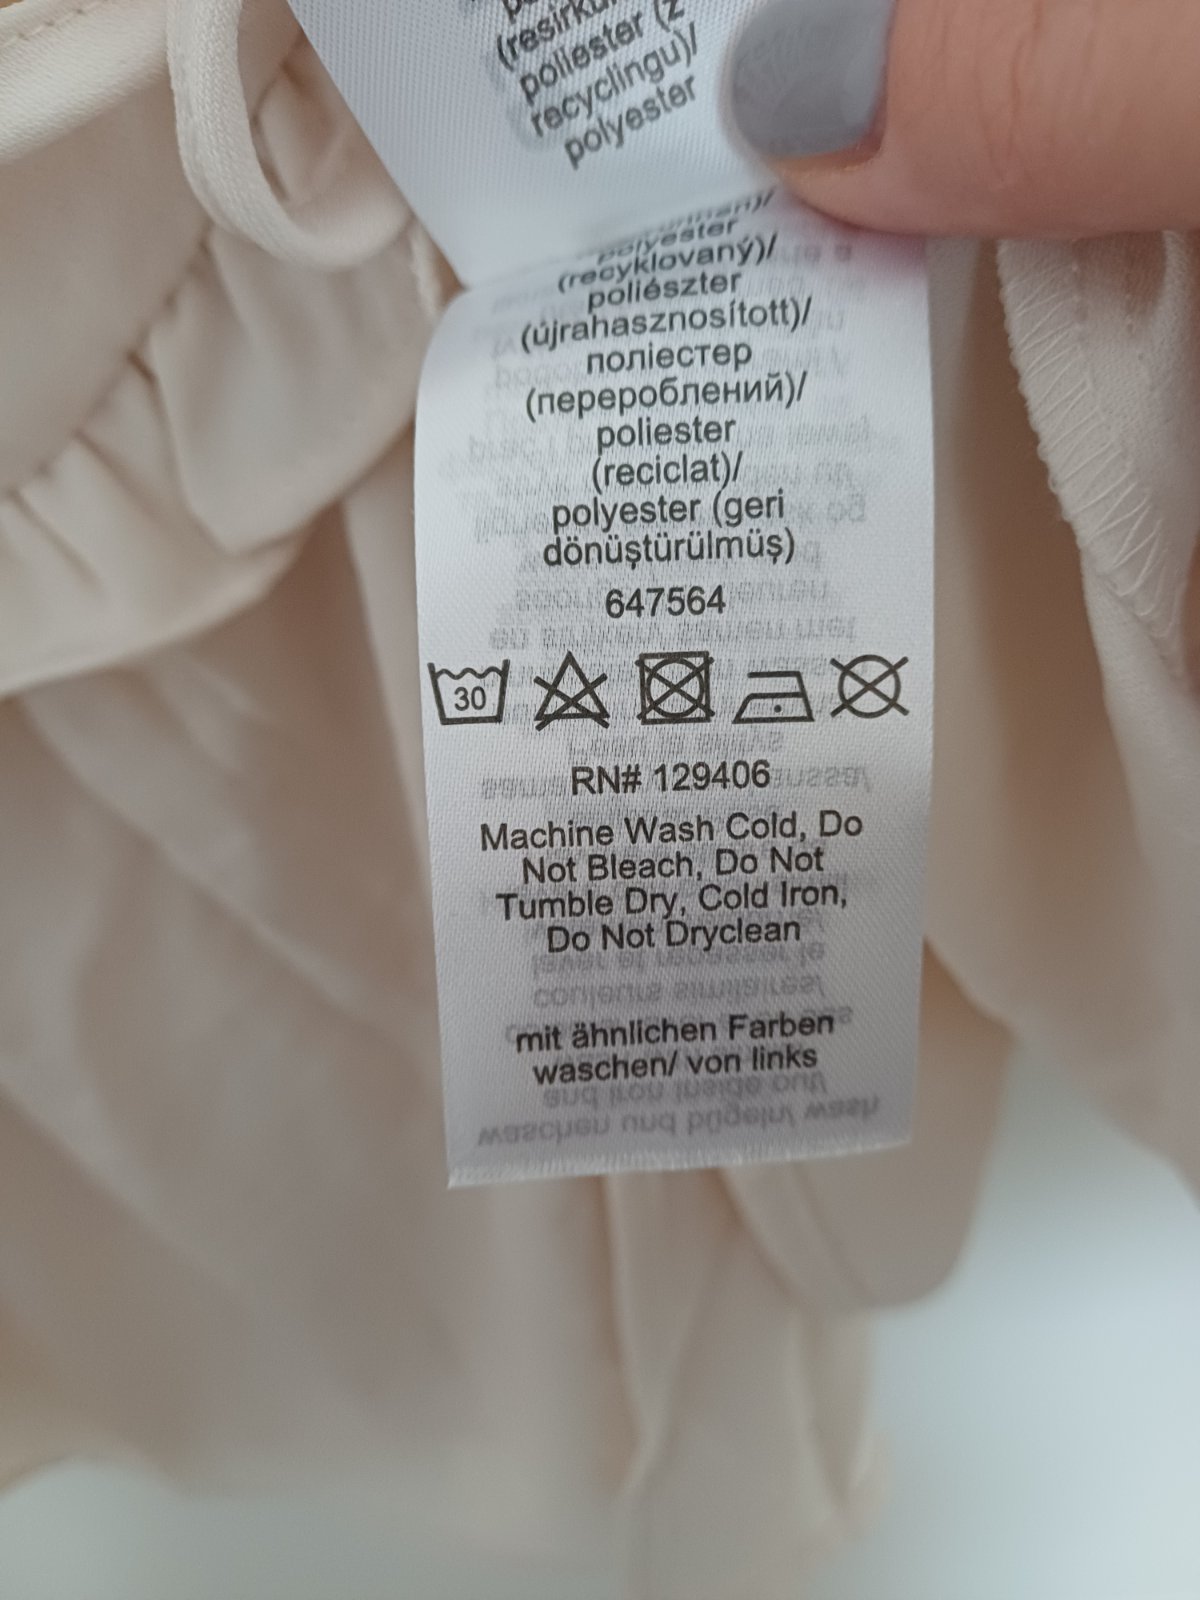 (resirku
poliester (z
recyclingu)/
polyester
polyester
(recyklovaný)/
poliészter
(újrahasznosított)/
поліестер
(перероблений)/
poliester
(reciclat)/
polyester (geri
dönüştürülmüş)
647564
30
RN# 129406
Machine Wash Cold, Do
Not Bleach, Do Not
Tumble Dry, Cold Iron,
Do Not Dryclean
mit ähnlichen Farben
waschen/ von links